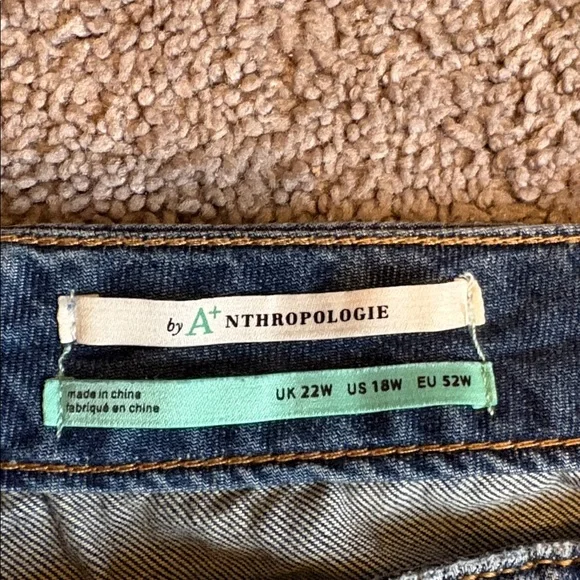 by A+NTHROPOLOGIE
made in china UK 22W US 18W EU 52W
fabriqué en chine